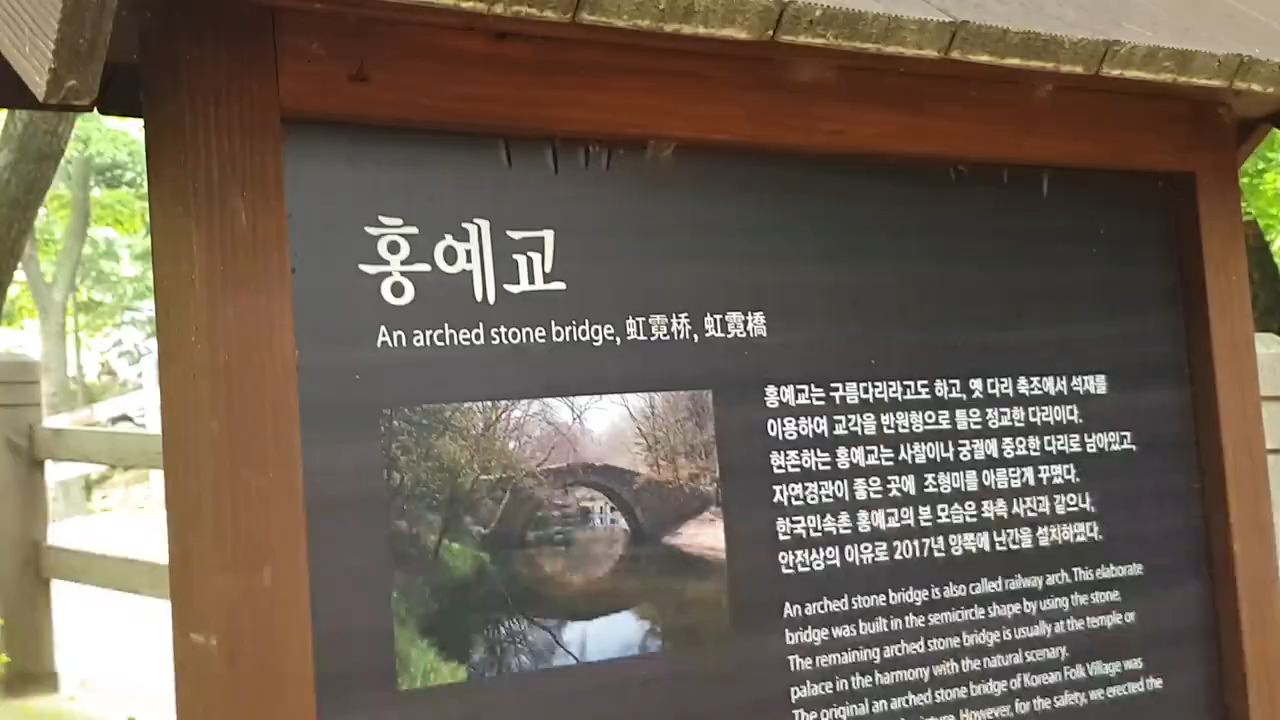 홍예교
An arched stone bridge, 虹霓桥, 虹霓橋
홍예교는 구름다리라고도 하고, 옛 다리 축조에서 석재를
이용하여 교각을 반원형으로 틀은 정교한 다리이다.
현존하는 홍예교는 사찰이나 궁궐에 중요한 다리로 남아있고,
자연경관이 좋은 곳에 조형미를 아름답게 꾸몄다.
한국민속촌 홍예교의 본 모습은 좌측 사진과 같으나,
안전상의 이유로 2017년 양쪽에 난간을 설치하였다.
An arched stone bridge is also called railway arch. This elaborate
bridge was built in the semicircle shape by using the stone.
The remaining arched stone bridge is usually at the temple or
palace in the harmony with the natural scenary.
The original an arched stone bridge of Korean Folk Village was
However, for the safety, we erected the